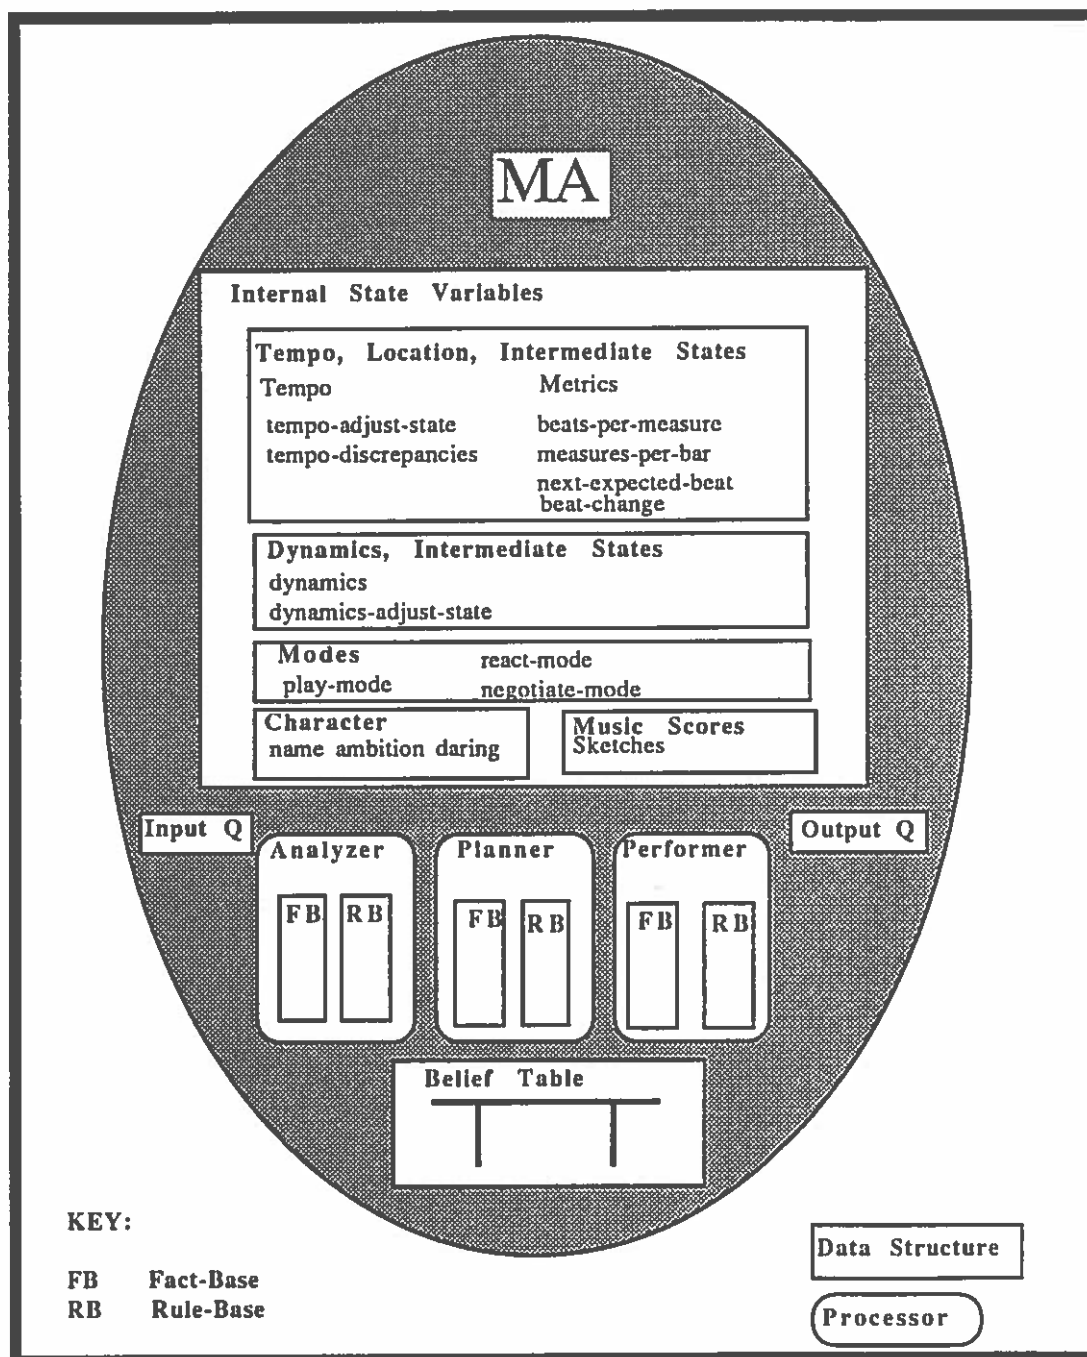 MA
Internal State Variables
Tempo, Location, Intermediate States
Tempo Metrics
tempo-adjust-state beats-per-measure
tempo-discrepancies measures-per-bar
next-expected-beat
beat-change
Dynamics, Intermediate States
dynamics
dynamics-adjust-state
Modes react-mode
play-mode negotiate-mode
Character Music Scores
name ambition daring Sketches
Input Q Output Q
Analyzer Planner Performer
FB RB FB RB FB RB
Belief Table
KEY:
Data Structure
FB Fact-Base
RB Rule-Base
Processor